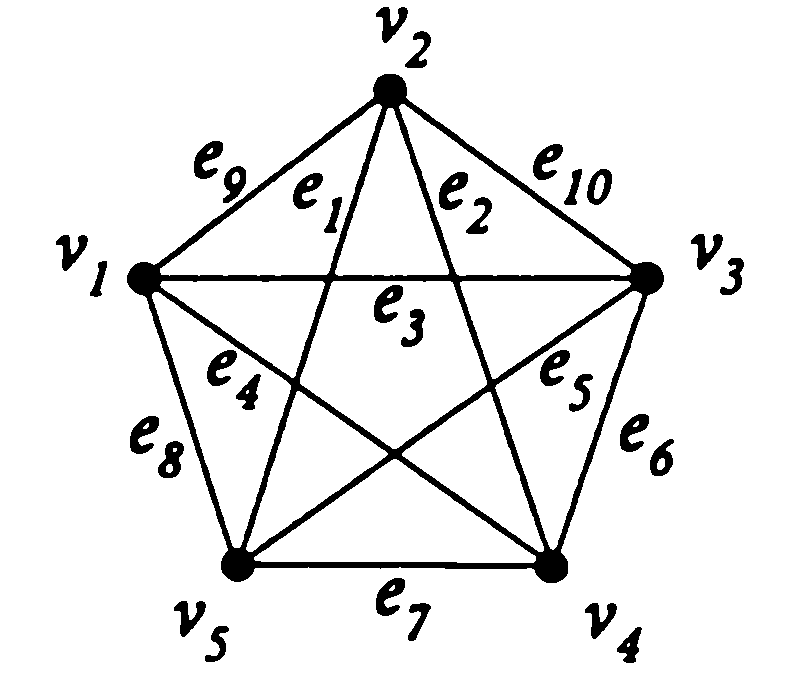 v₂
e₉ e₁ e₂ e₁₀
v₁ v₃
e₃
e₄ e₅
e₈ e₆
e₇
v₅ v₄